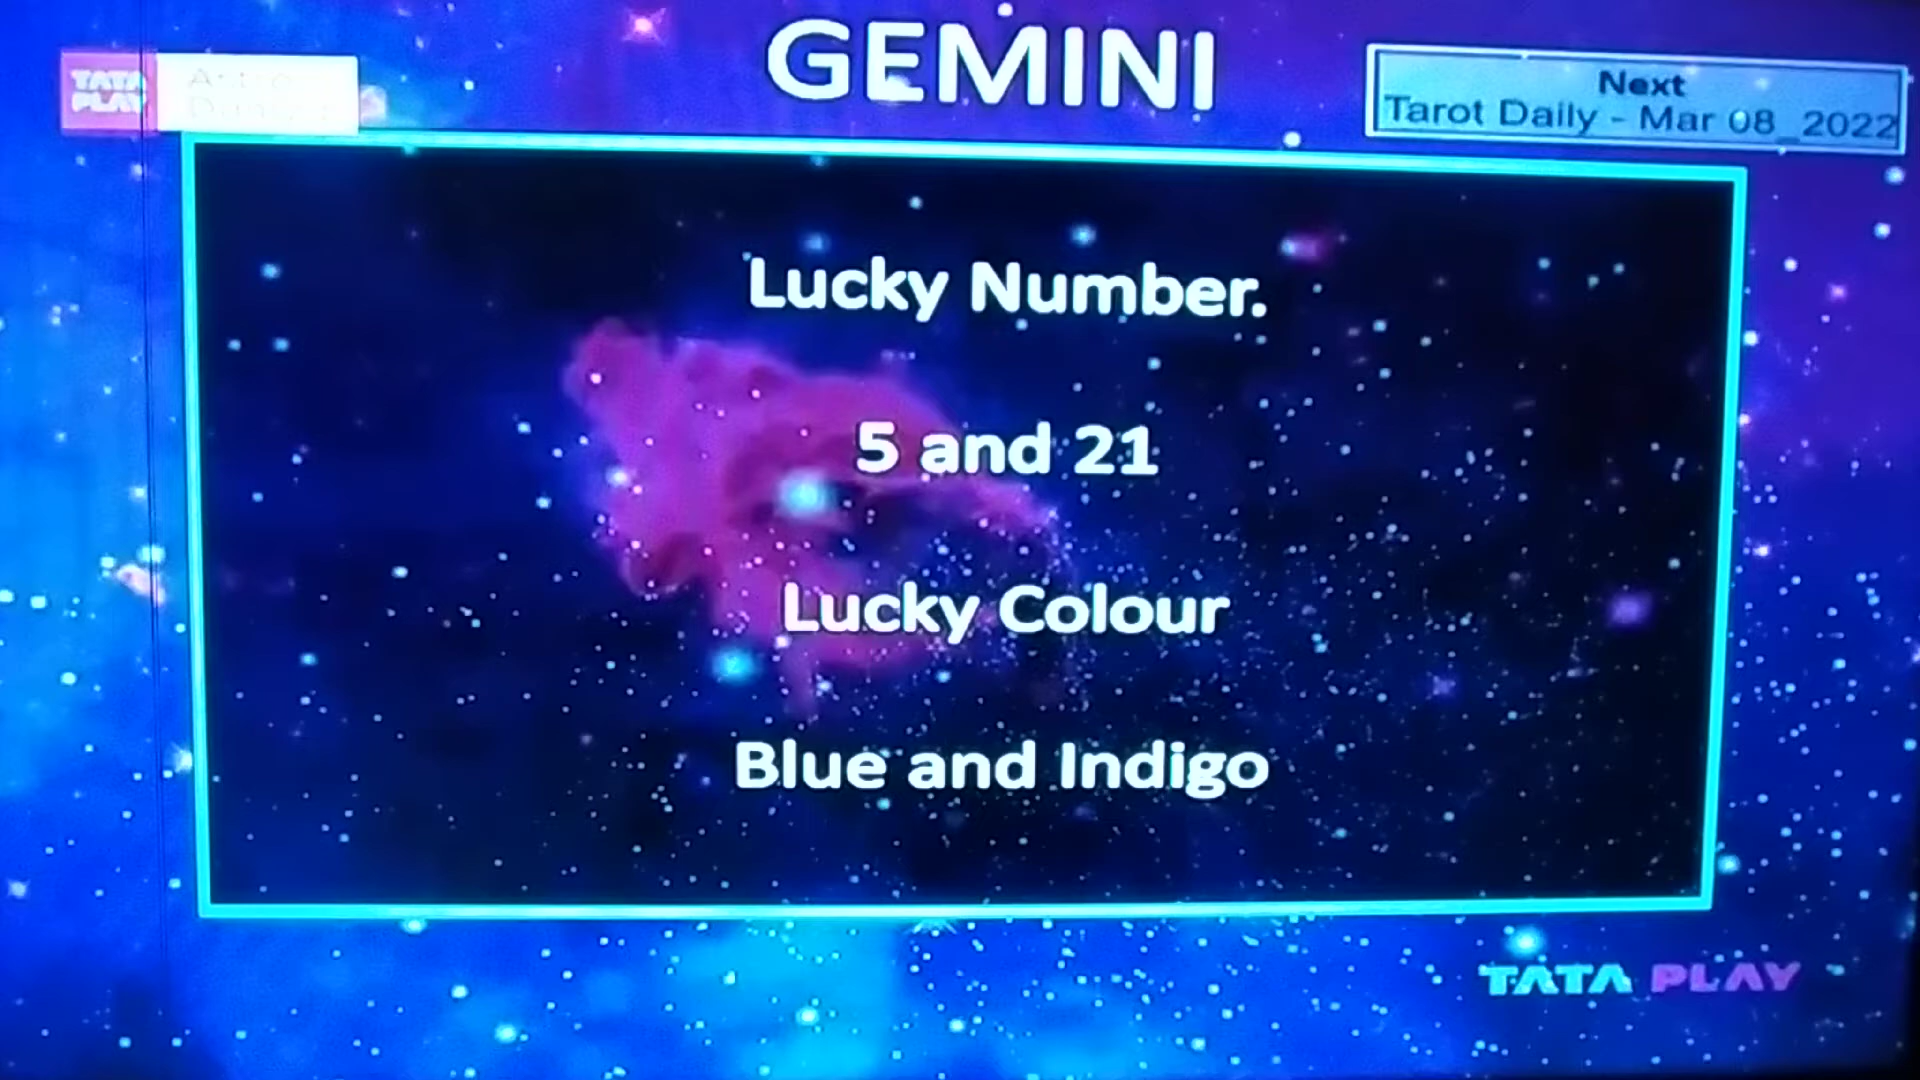 GEMINI
TATA
PLAY
Astro
Next
Tarot Daily - Mar 08_2022
Lucky Number.
5 and 21
Lucky Colour
Blue and Indigo
TATA PLAY